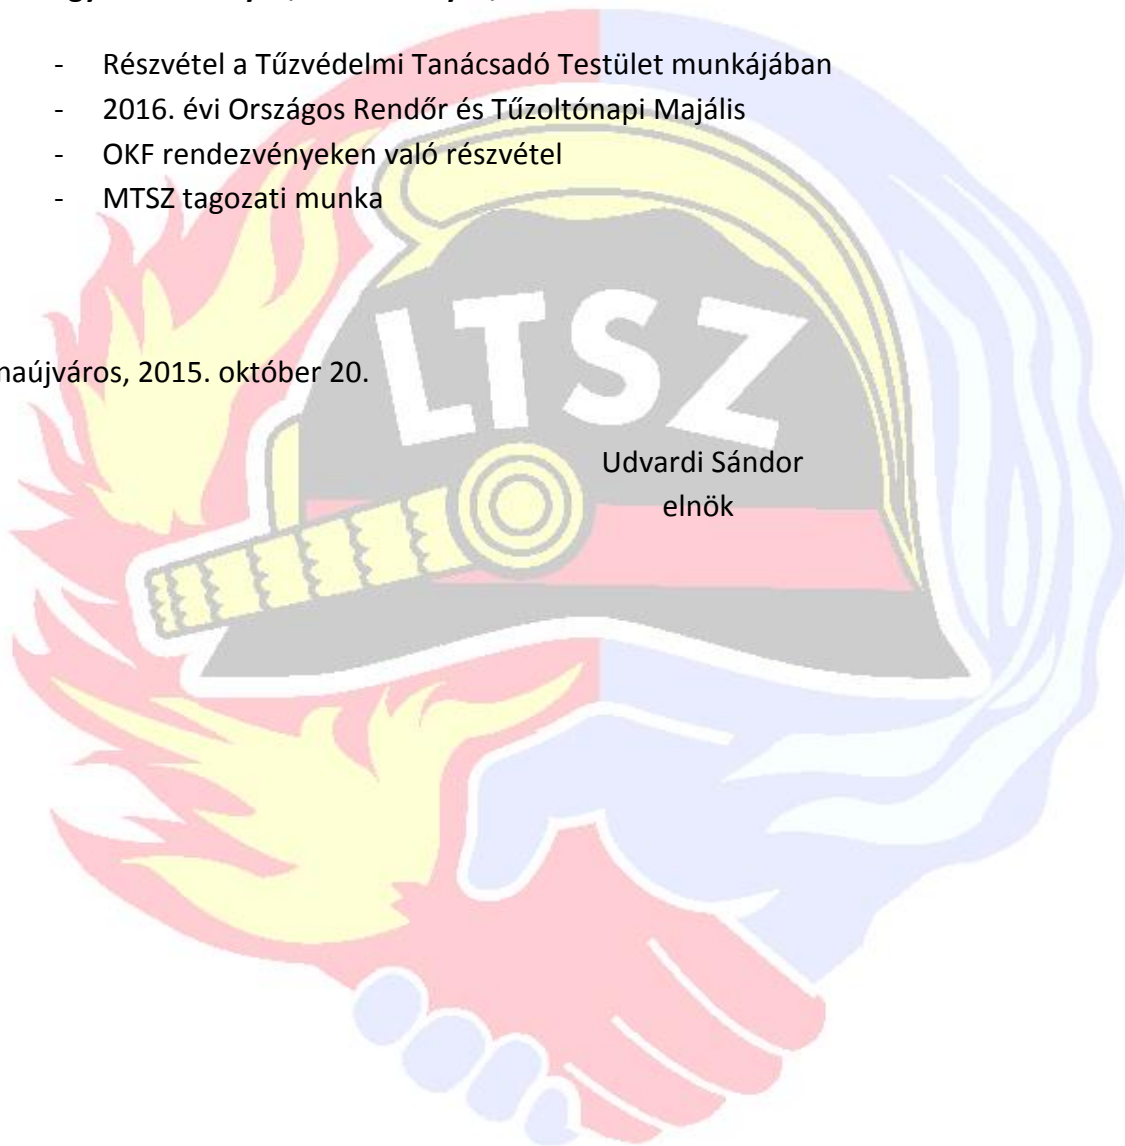 - Részvétel a Tűzvédelmi Tanácsadó Testület munkájában
- 2016. évi Országos Rendőr és Tűzoltónapi Majális
- OKF rendezvényeken való részvétel
- MTSZ tagozati munka
LTSZ
naújváros, 2015. október 20.
Udvardi Sándor
elnök